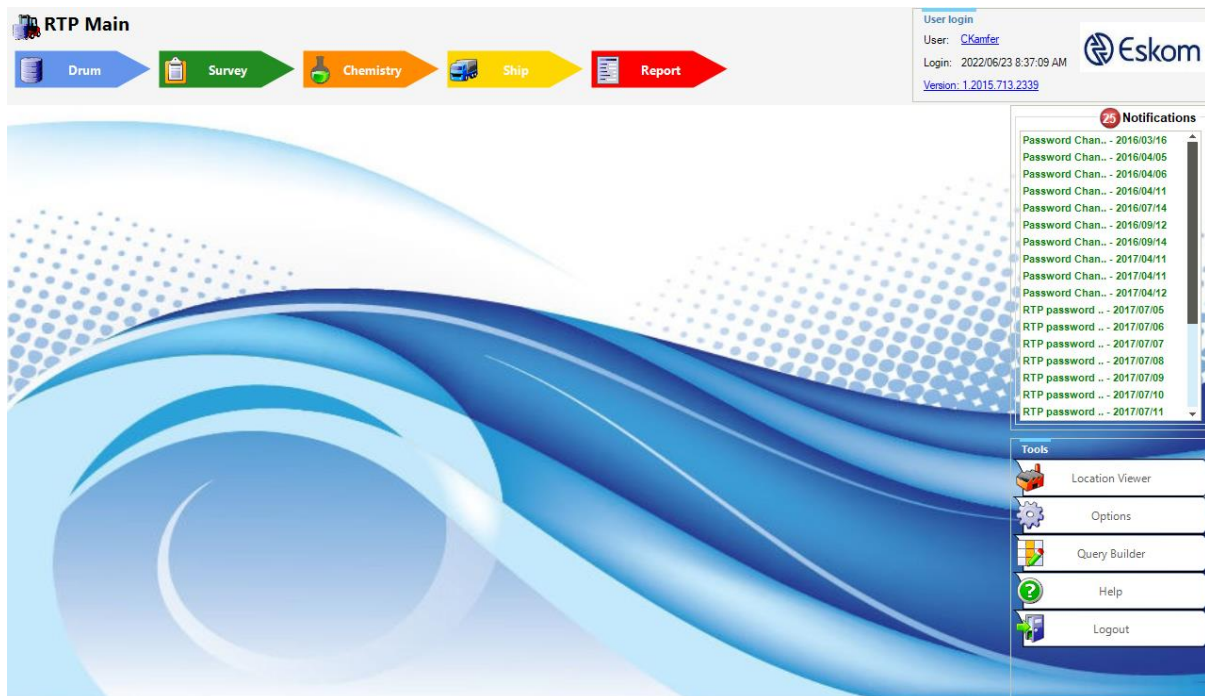 RTP Main
Drum
Survey
Chemistry
Ship
Report
User login
User: CKamfer
Login: 2022/06/23 8:37:09 AM
Version: 1.2015.713.2339
Eskom
25 Notifications
Password Chan.. - 2016/03/16
Password Chan.. - 2016/04/05
Password Chan.. - 2016/04/06
Password Chan.. - 2016/04/11
Password Chan.. - 2016/07/14
Password Chan.. - 2016/09/12
Password Chan.. - 2016/09/14
Password Chan.. - 2017/04/11
Password Chan.. - 2017/04/11
Password Chan.. - 2017/04/12
RTP password .. - 2017/07/05
RTP password .. - 2017/07/06
RTP password .. - 2017/07/07
RTP password .. - 2017/07/08
RTP password .. - 2017/07/09
RTP password .. - 2017/07/10
RTP password .. - 2017/07/11
Tools
Location Viewer
Options
Query Builder
Help
Logout